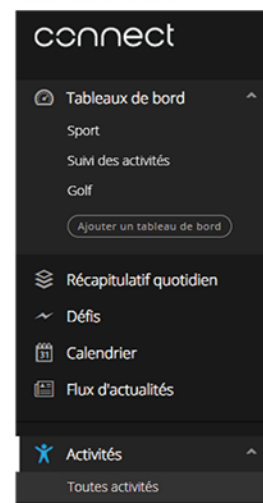 connect
Tableaux de bord
Sport
Suivi des activités
Golf
Ajouter un tableau de bord
Récapitulatif quotidien
Défis
31 Calendrier
Flux d'actualités
Activités
Toutes activités